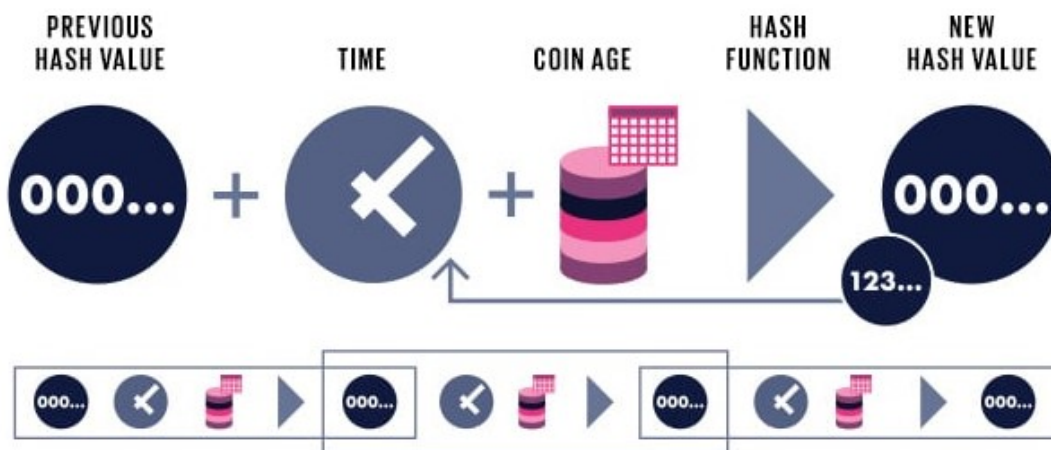 PREVIOUS
HASH VALUE
TIME
COIN AGE
HASH
FUNCTION
NEW
HASH VALUE
000...
000...
123...
000...
000...
000...
000...